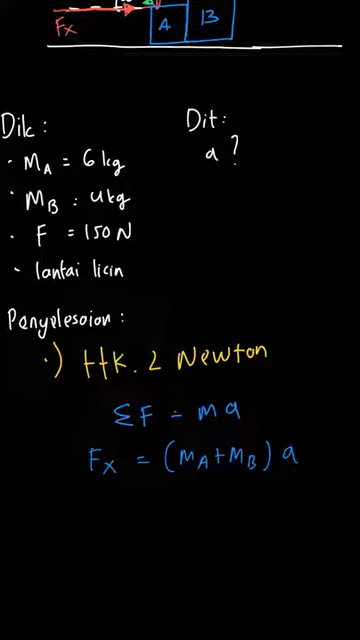 Fx A B
Dik: Dit:
• MA = 6 kg a ?
• MB = 4 kg
• F = 150 N
• lantai licin
Penyelesaian:
•) HK. 2 Newton
ΣF = m a
Fx = (MA + MB) a